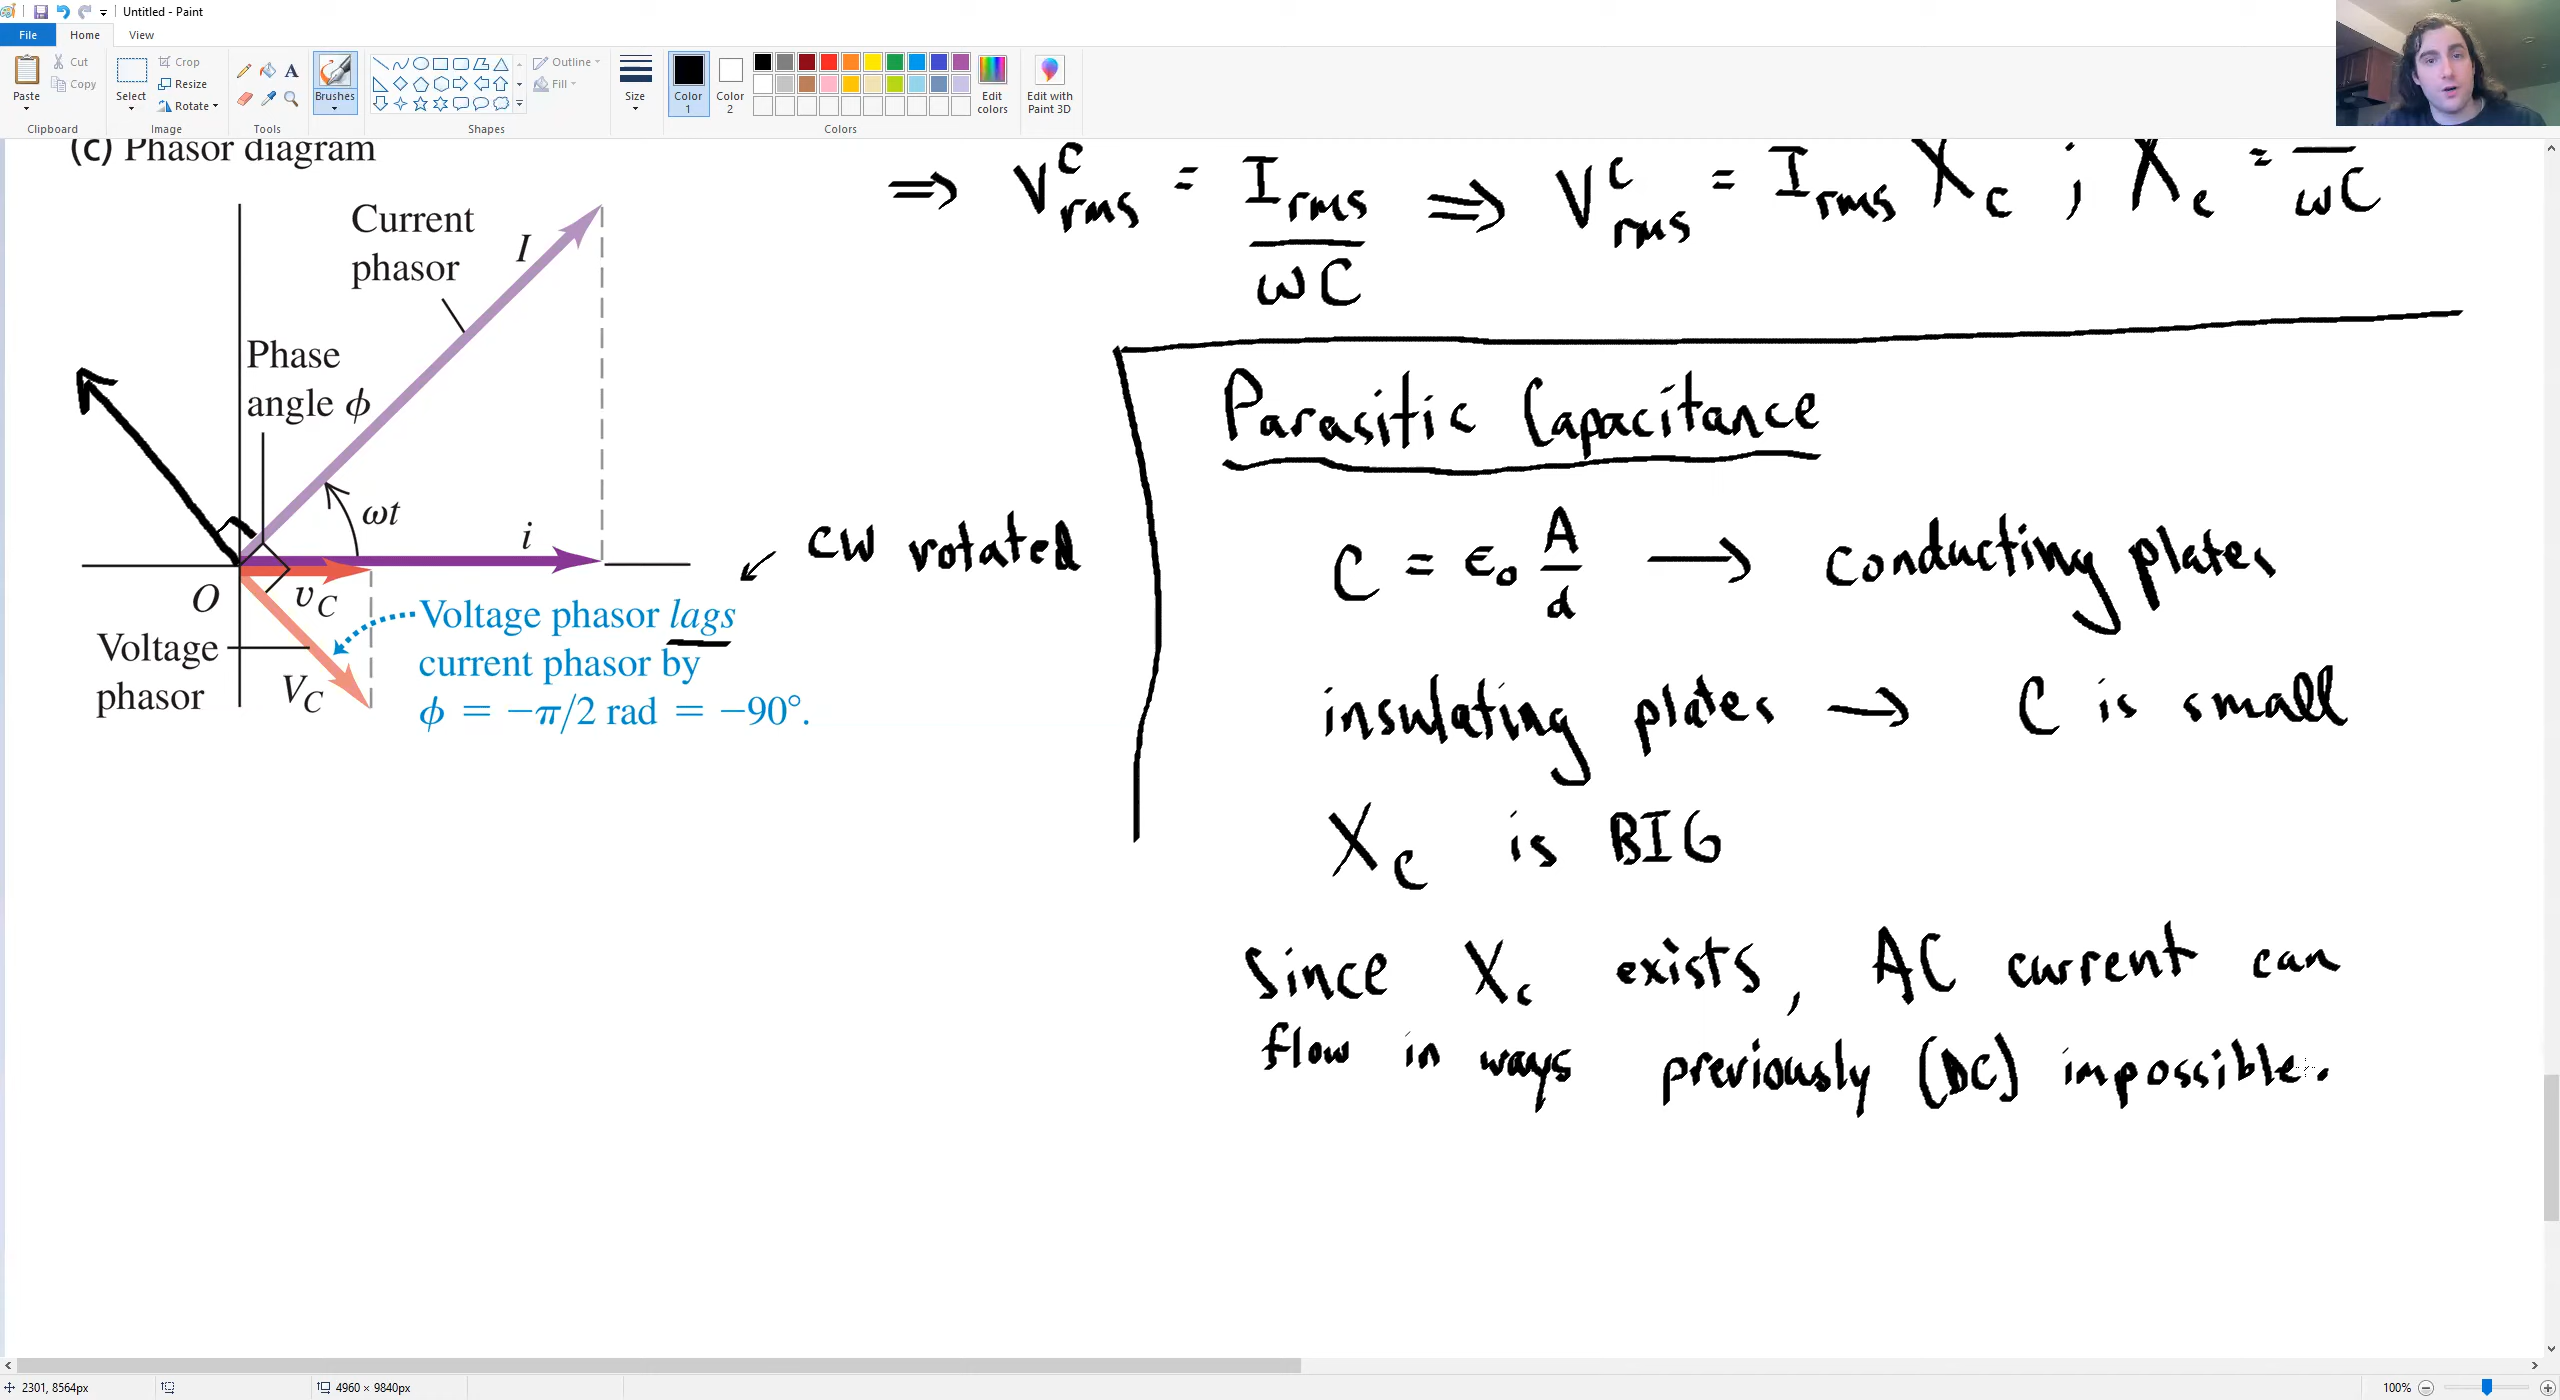 Untitled - Paint
File Home View
Paste
Cut
Copy
Clipboard
Select
Crop
Resize
Rotate
Image
Tools
Brushes
Shapes
Outline
Fill
Size
Color 1
Color 2
Colors
Edit colors
Edit with Paint 3D
(c) Phasor diagram
Current
phasor
I
Phase
angle ϕ
ωt
i
O
v_C
Voltage
phasor
V_C
Voltage phasor lags
current phasor by
ϕ = −π/2 rad = −90°.
CW rotated
⇒ V^C_rms = I_rms / ωC ⇒ V^C_rms = I_rms X_C ; X_C = — / ωC
Parasitic Capacitance
C = ϵ₀ A/d → conducting plates
insulating plates → C is small
X_C is BIG
Since X_C exists, AC current can
flow in ways previously (DC) impossible.
2301, 8564px
4960 × 9840px
100%